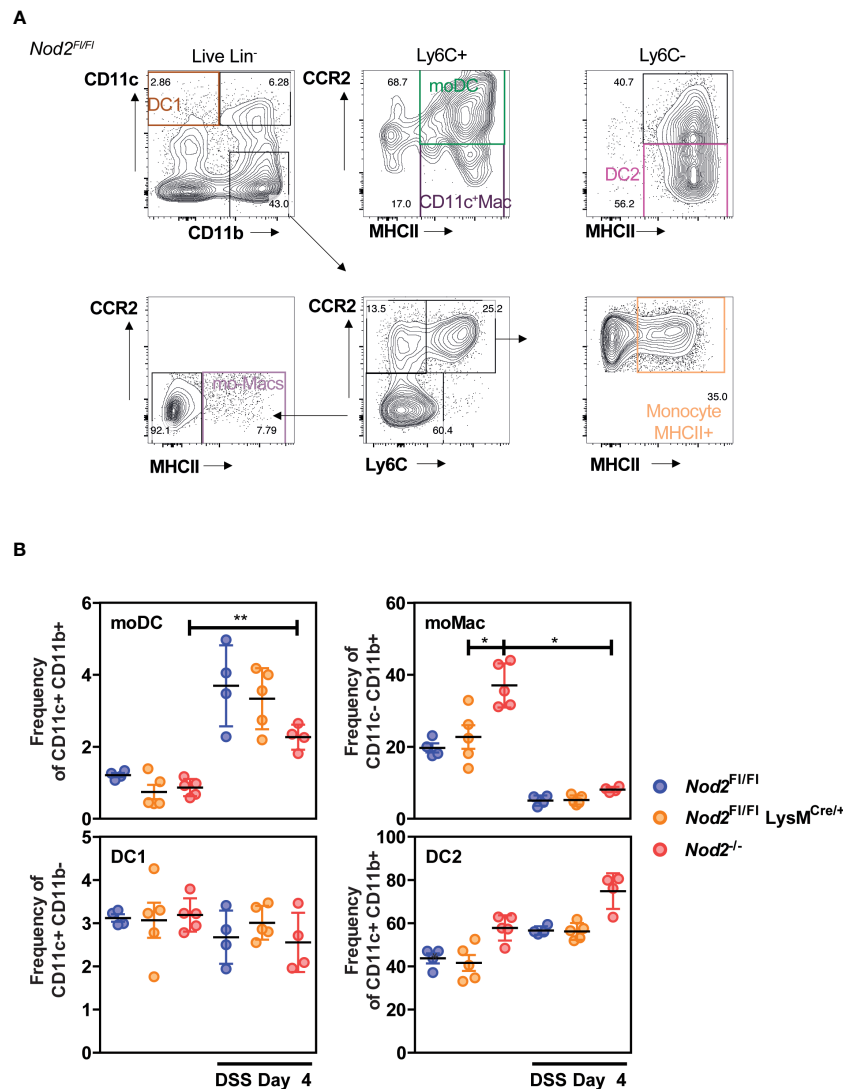 A
Nod2Fl/Fl
Live Lin-
Ly6C+
Ly6C-
CD11c
2.86
6.28
DC1
43.0
CD11b
CCR2
68.7
moDC
17.0
CD11c+Mac
MHCII
40.7
DC2
56.2
MHCII
CCR2
mo-Macs
92.1
7.79
MHCII
CCR2
13.5
25.2
60.4
Ly6C
35.0
Monocyte
MHCII+
MHCII
B
moDC
**
Frequency
of CD11c+ CD11b+
6
4
2
0
moMac
*
*
Frequency of
CD11c- CD11b+
60
40
20
0
Nod2Fl/Fl
Nod2Fl/Fl LysMCre/+
Nod2-/-
DC1
Frequency of
CD11c+ CD11b-
5
4
3
2
1
0
DSS Day 4
DC2
Frequency
of CD11c+ CD11b+
100
80
60
40
20
0
DSS Day 4